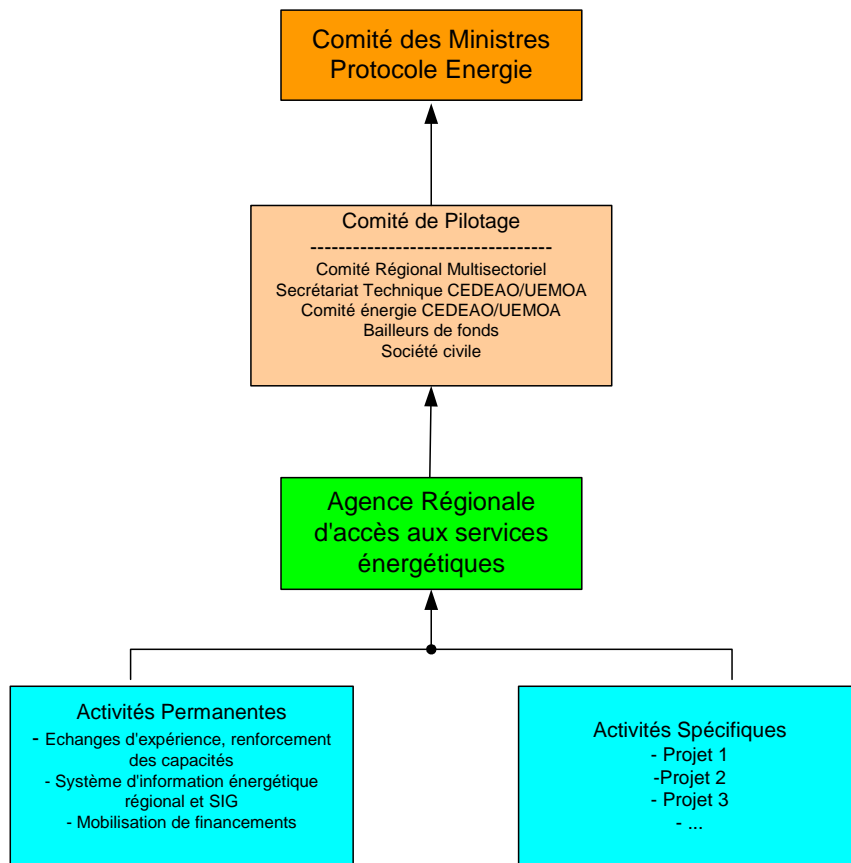 Comité des Ministres
Protocole Energie
Comité de Pilotage
----------------------------------
Comité Régional Multisectoriel
Secrétariat Technique CEDEAO/UEMOA
Comité énergie CEDEAO/UEMOA
Bailleurs de fonds
Société civile
Agence Régionale
d'accès aux services
énergétiques
Activités Permanentes
- Echanges d'expérience, renforcement
des capacités
- Système d'information énergétique
régional et SIG
- Mobilisation de financements
Activités Spécifiques
- Projet 1
-Projet 2
- Projet 3
- ...